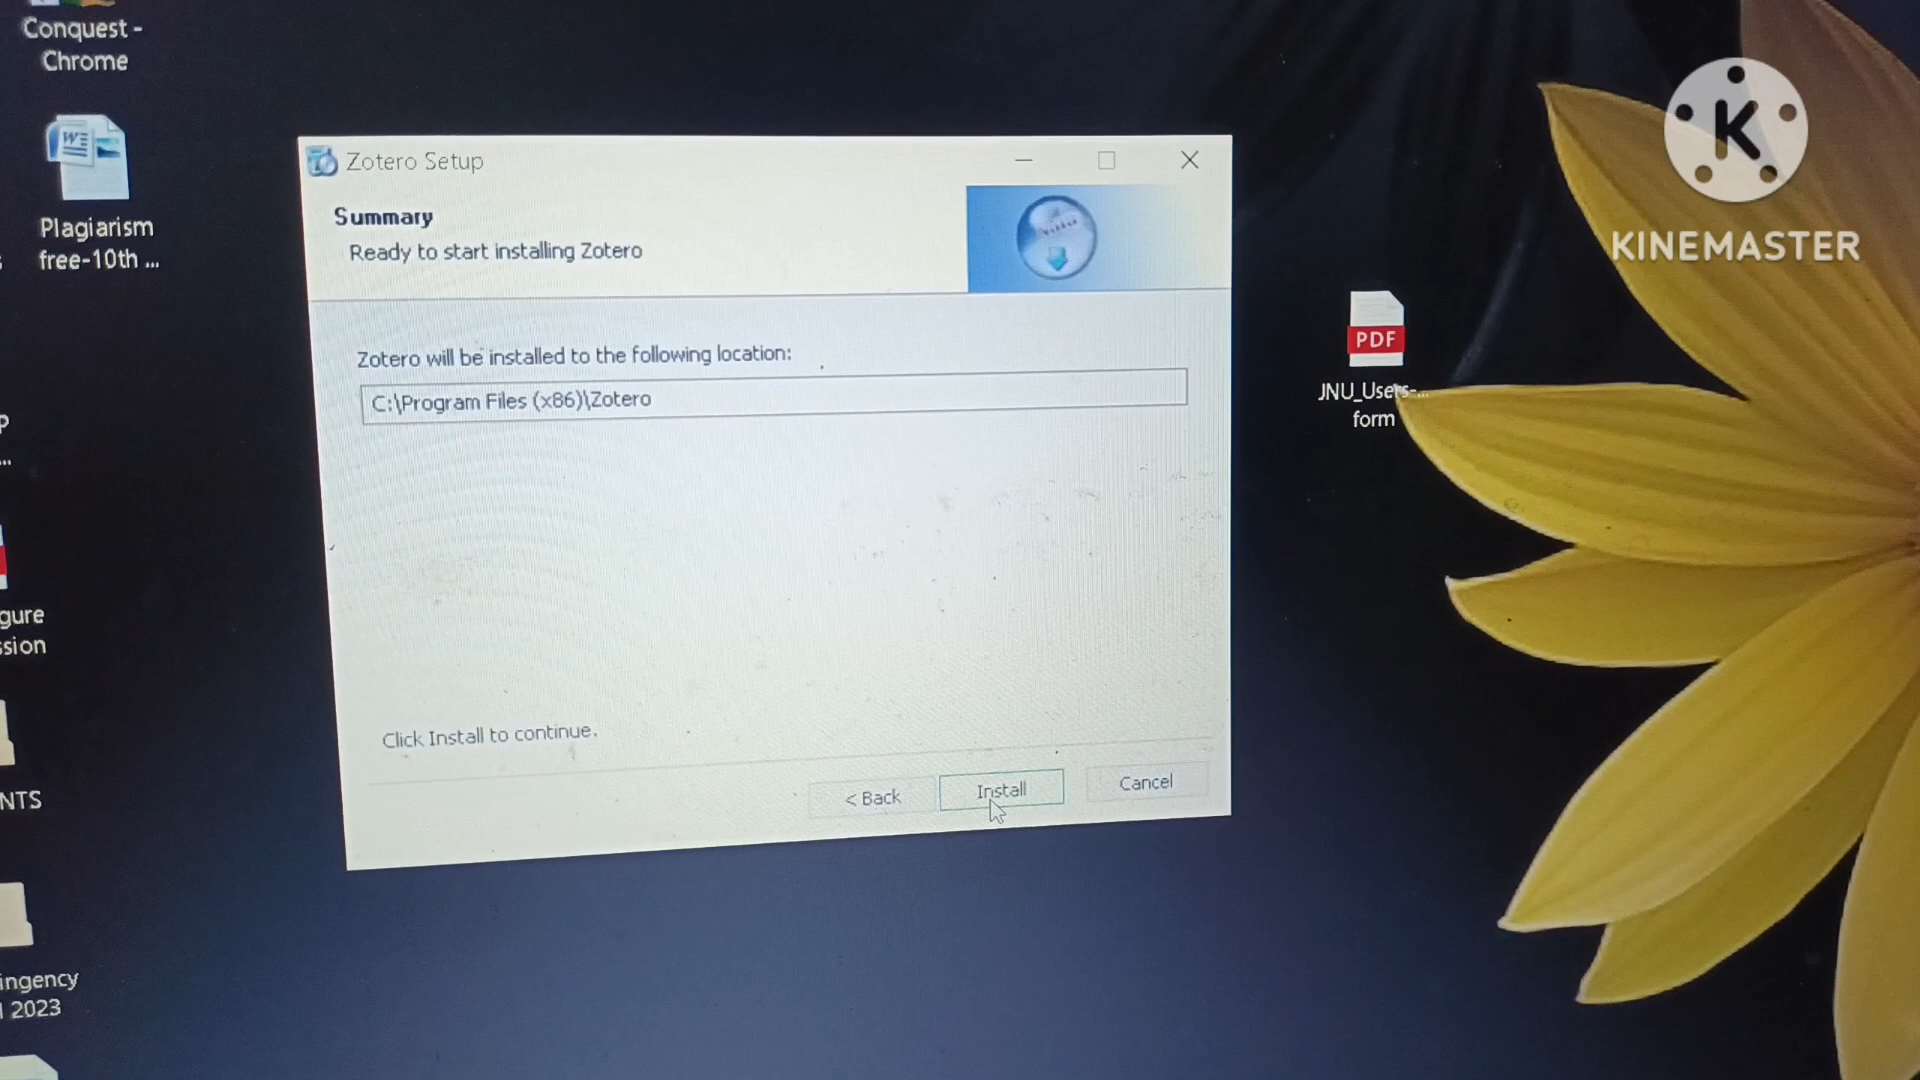 Conquest -
Chrome
Plagiarism
free-10th ...
gure
ssion
NTS
ingency
2023
Zotero Setup
Summary
Ready to start installing Zotero
Zotero will be installed to the following location:
C:\Program Files (x86)\Zotero
Click Install to continue.
< Back
Install
Cancel
PDF
JNU_Users-...
form
K
KINEMASTER